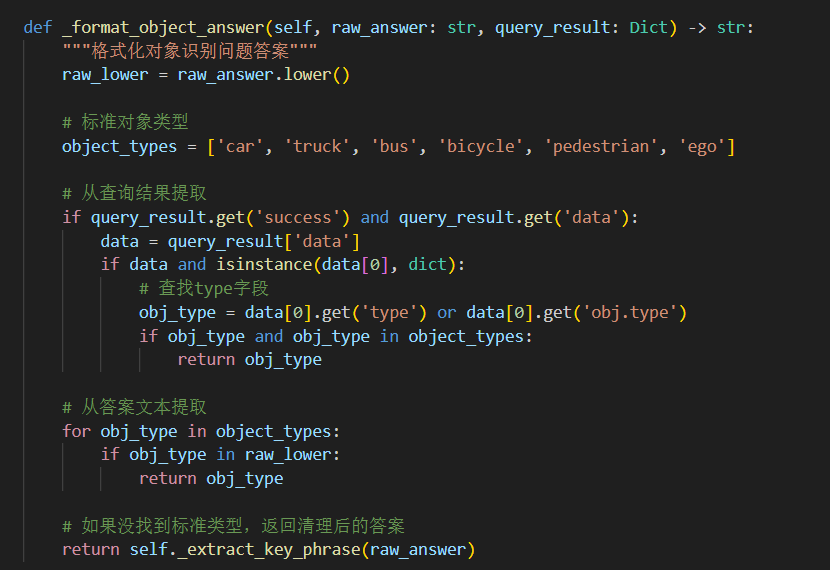 def _format_object_answer(self, raw_answer: str, query_result: Dict) -> str:
    """格式化对象识别问题答案"""
    raw_lower = raw_answer.lower()

    # 标准对象类型
    object_types = ['car', 'truck', 'bus', 'bicycle', 'pedestrian', 'ego']

    # 从查询结果提取
    if query_result.get('success') and query_result.get('data'):
        data = query_result['data']
        if data and isinstance(data[0], dict):
            # 查找type字段
            obj_type = data[0].get('type') or data[0].get('obj.type')
            if obj_type and obj_type in object_types:
                return obj_type

    # 从答案文本提取
    for obj_type in object_types:
        if obj_type in raw_lower:
            return obj_type

    # 如果没找到标准类型，返回清理后的答案
    return self._extract_key_phrase(raw_answer)